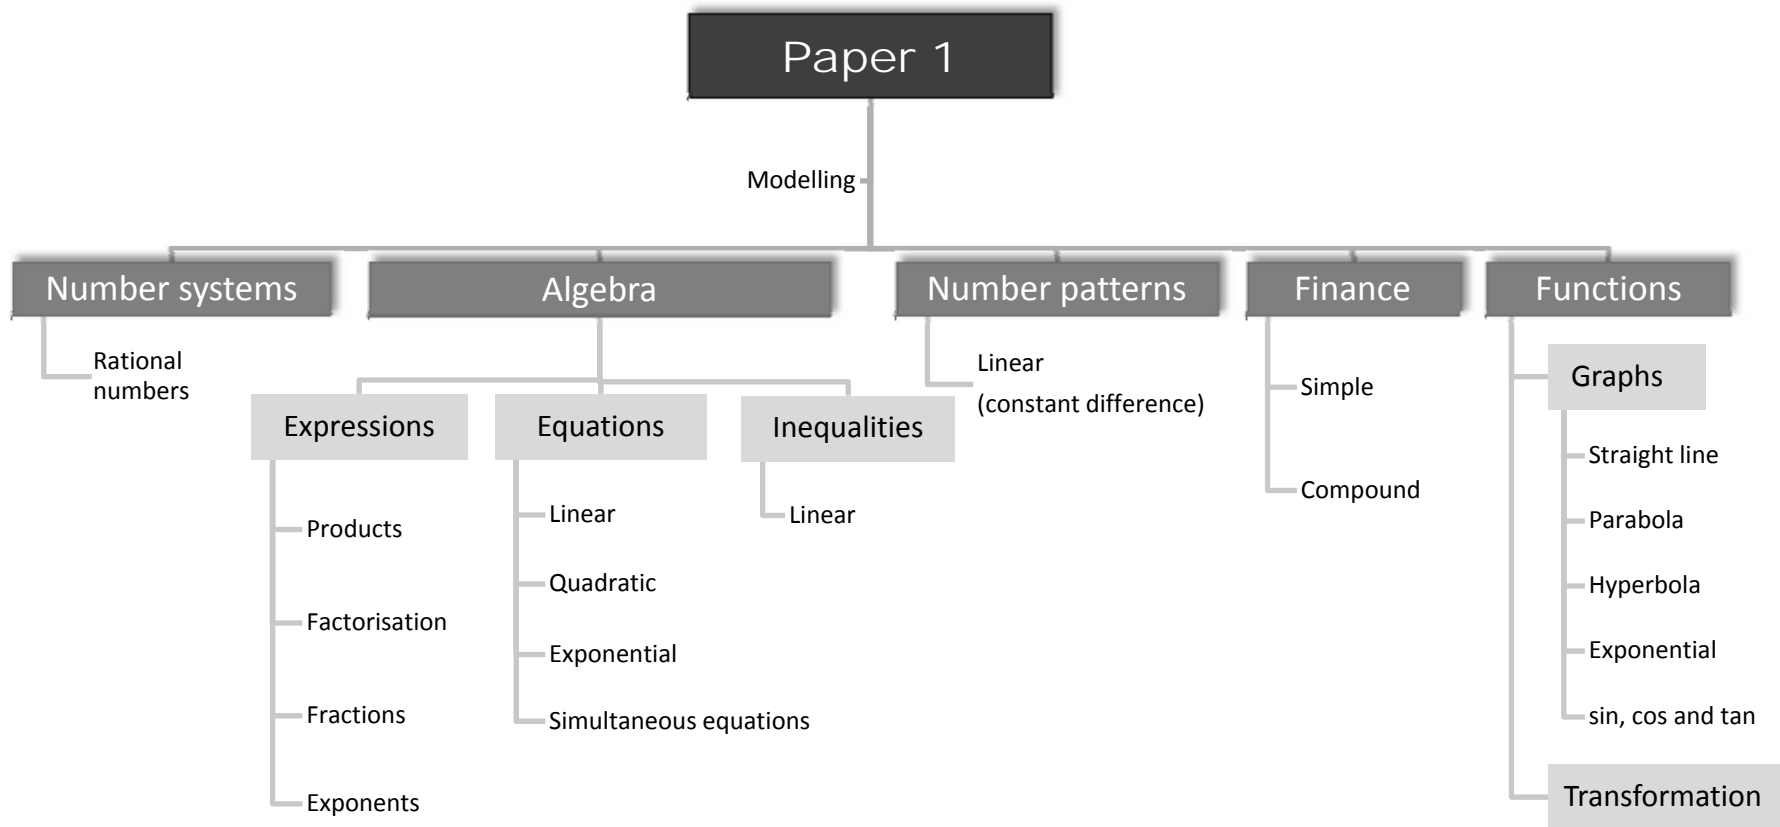 Paper 1
Modelling
Number systems
Rational
numbers
Algebra
Expressions
Products
Factorisation
Fractions
Exponents
Equations
Linear
Quadratic
Exponential
Simultaneous equations
Inequalities
Linear
Number patterns
Linear
(constant difference)
Finance
Simple
Compound
Functions
Graphs
Straight line
Parabola
Hyperbola
Exponential
sin, cos and tan
Transformation